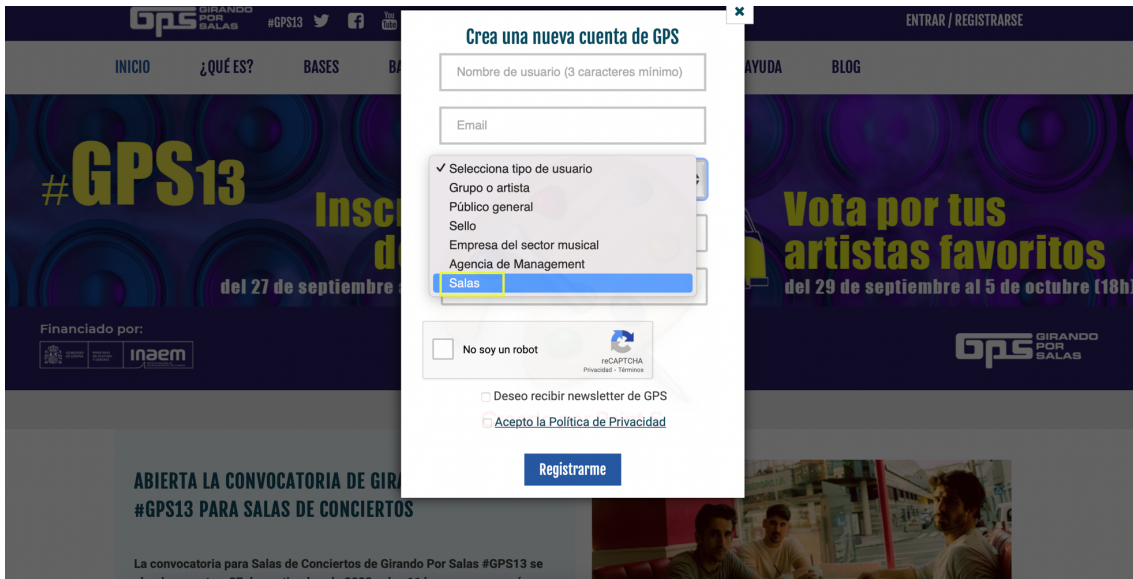 Gps GIRANDO POR SALAS #GPS13 You Tube ENTRAR / REGISTRARSE
INICIO ¿QUÉ ES? BASES AYUDA BLOG
Crea una nueva cuenta de GPS
Nombre de usuario (3 caracteres mínimo)
Email
✓ Selecciona tipo de usuario
Grupo o artista
Público general
Sello
Empresa del sector musical
Agencia de Management
Salas
No soy un robot
reCAPTCHA
Privacidad - Términos
Deseo recibir newsletter de GPS
Acepto la Política de Privacidad
Registrarme
#GPS13
del 27 de septiembre
Vota por tus
artistas favoritos
del 29 de septiembre al 5 de octubre (18h)
Financiado por:
inaem
Gps GIRANDO POR SALAS
ABIERTA LA CONVOCATORIA DE
#GPS13 PARA SALAS DE CONCIERTOS
La convocatoria para Salas de Conciertos de Girando Por Salas #GPS13 se